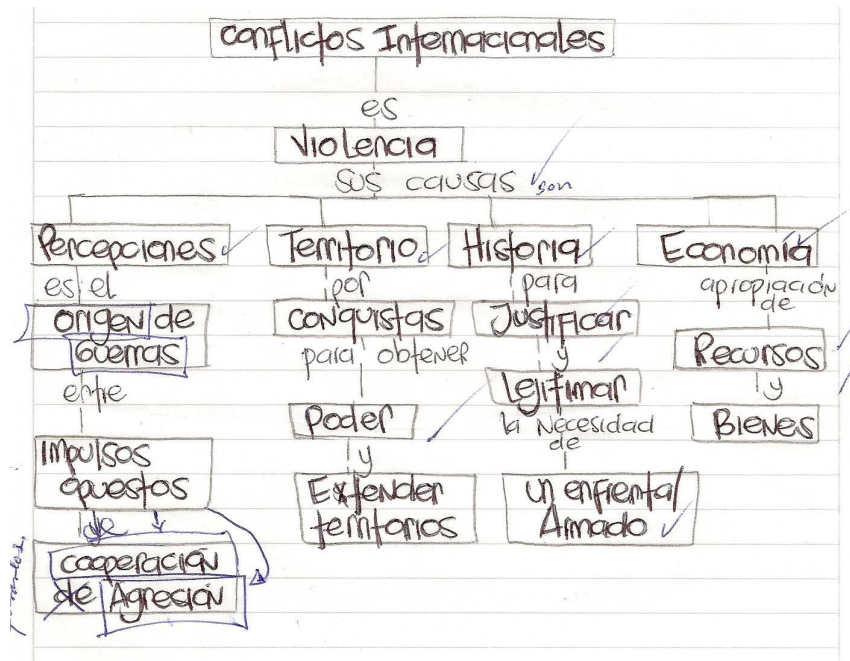 Conflictos Internacionales
es
Violencia
sus causas son
Percepciones
es el
origen de
Guerras
entre
Impulsos
opuestos
de
cooperación
de Agresión
Territorio
por
conquistas
para obtener
Poder
y
Extender
territorios
Historia
para
Justificar
y
Legitimar
la necesidad
de
un enfrenta/
Armado
Economía
apropiación
de
Recursos
y
Bienes